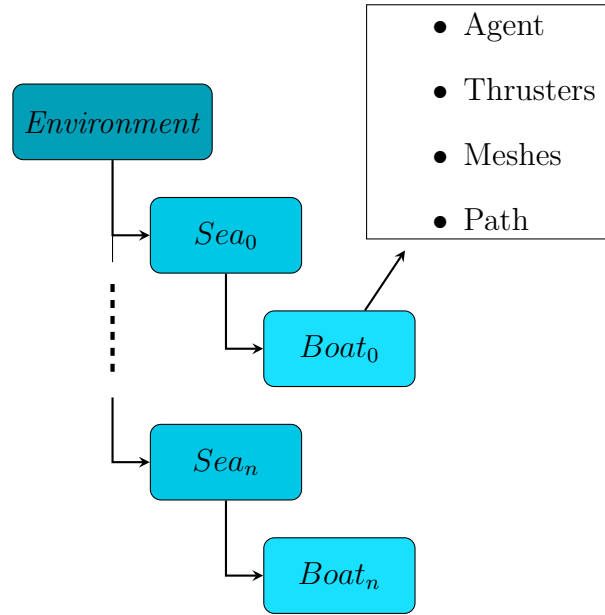 • Agent
• Thrusters
• Meshes
• Path
Environment
Sea₀
Boat₀
Seaₙ
Boatₙ